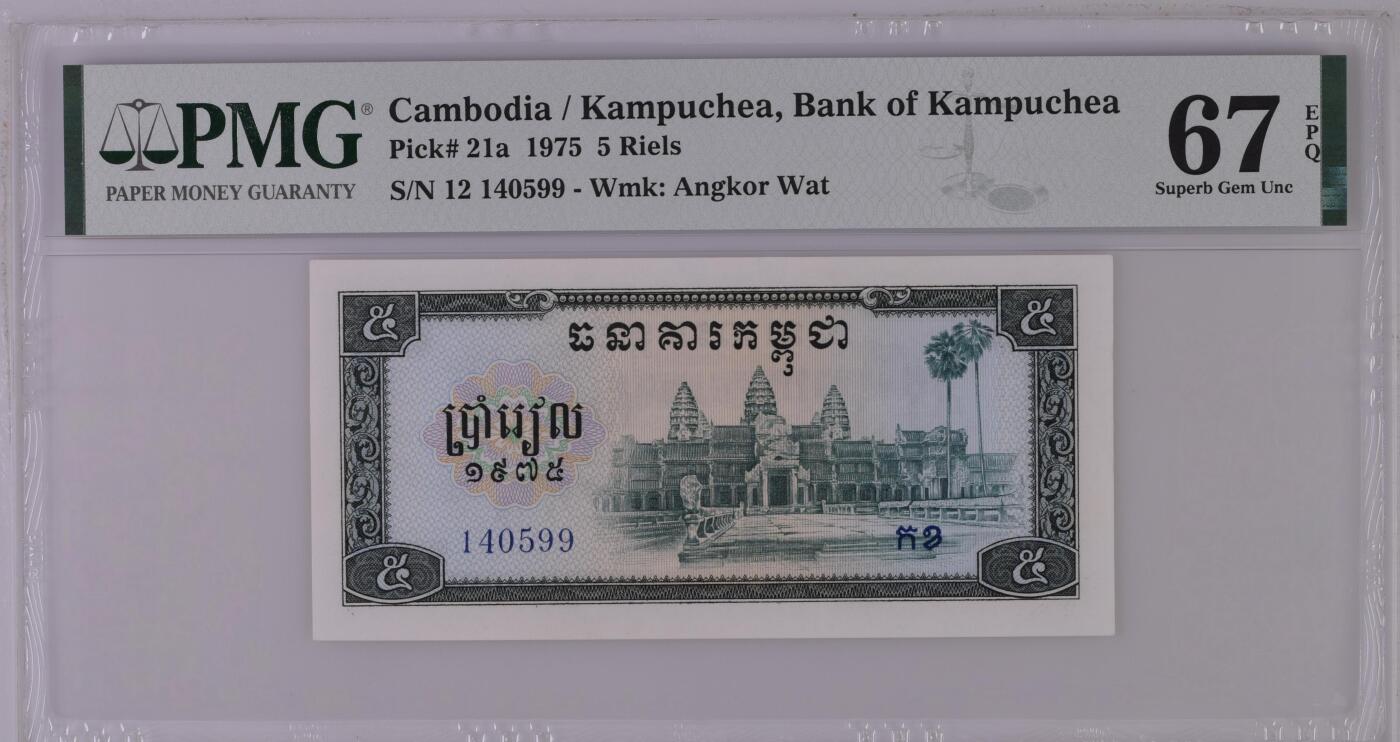 PMG®
PAPER MONEY GUARANTY
Cambodia / Kampuchea, Bank of Kampuchea
Pick# 21a 1975 5 Riels
S/N 12 140599 - Wmk: Angkor Wat
67
EPQ
Superb Gem Unc
៥ ៥
ធនាគារកម្ពុជា
ប្រាំរៀល
១៩៧៥
140599
កខ
៥ ៥